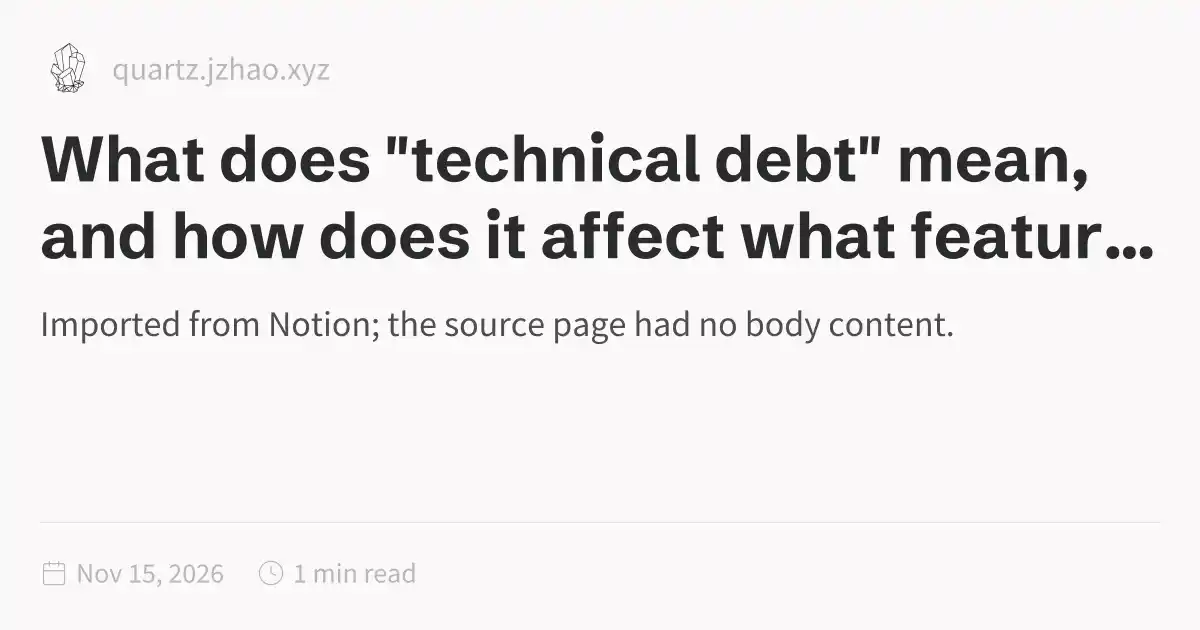 quartz.jzhao.xyz
What does "technical debt" mean,
and how does it affect what featur...
Imported from Notion; the source page had no body content.
Nov 15, 2026 1 min read